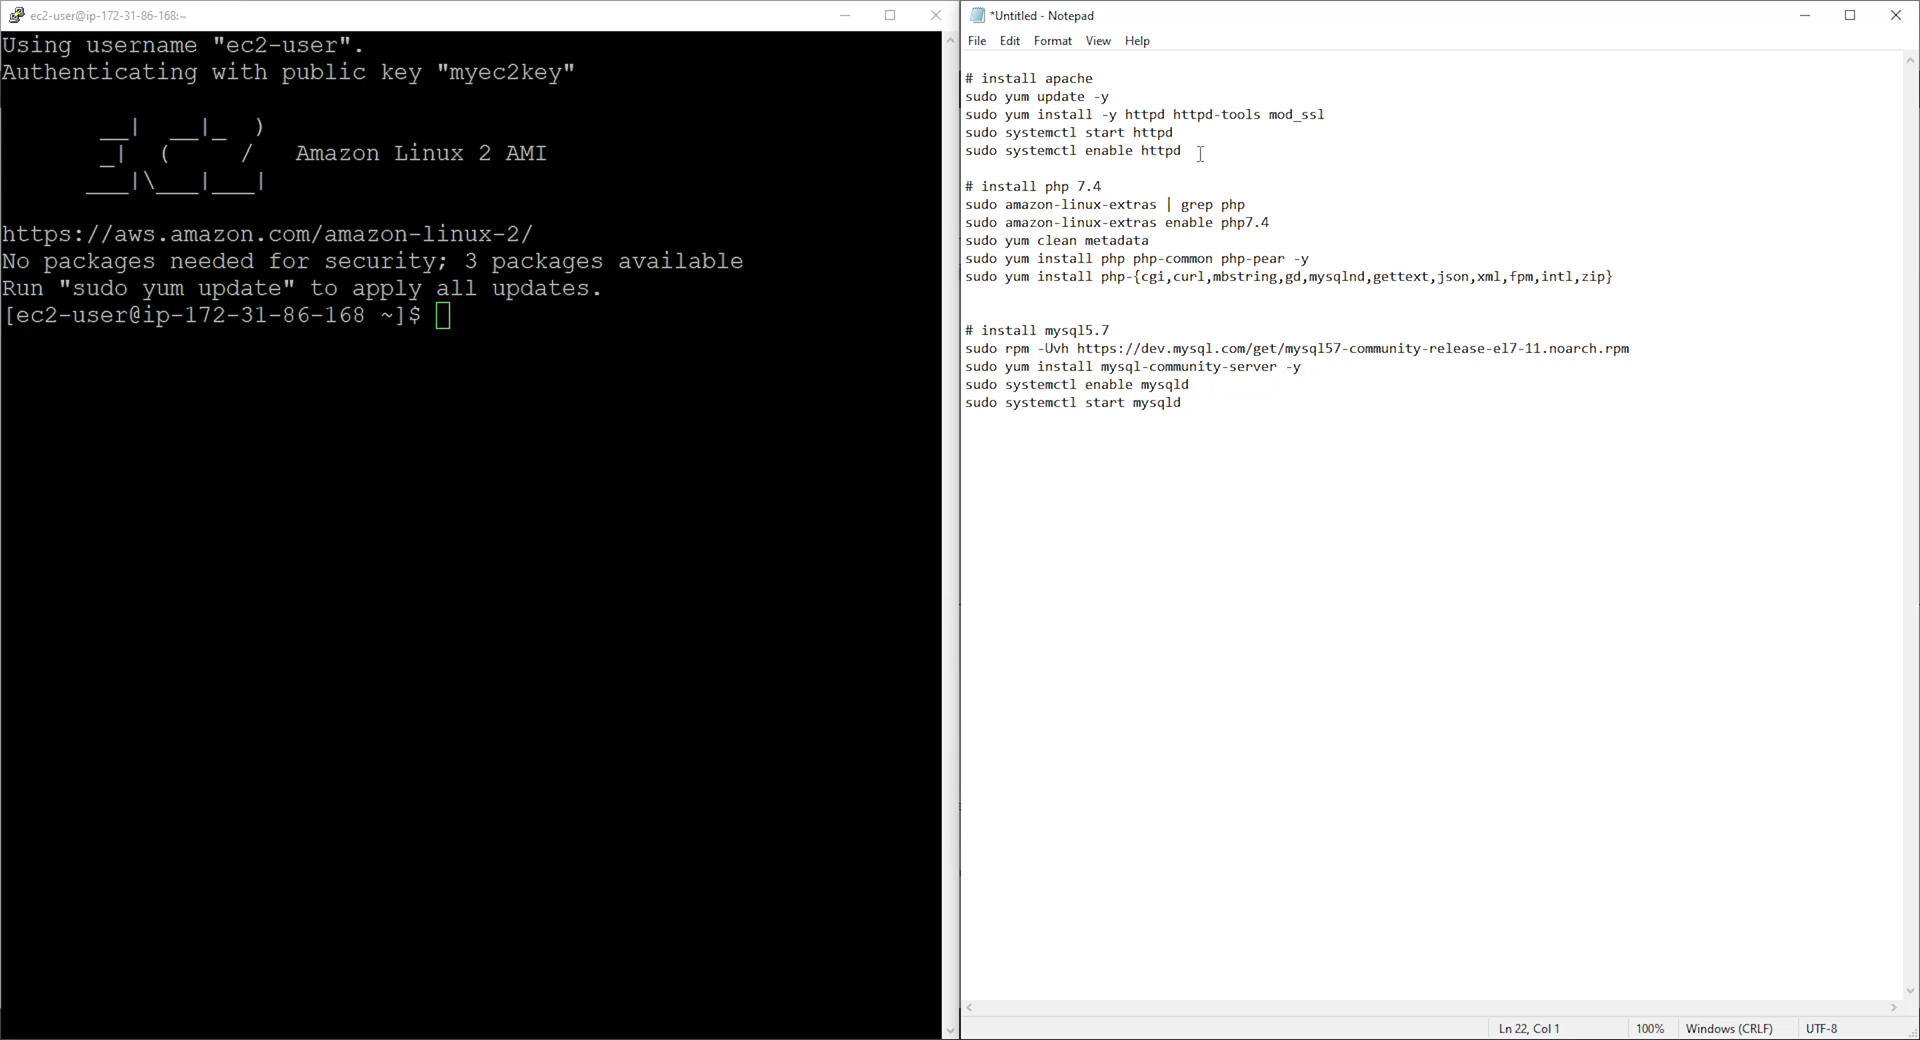 ec2-user@ip-172-31-86-168:~
Using username "ec2-user".
Authenticating with public key "myec2key"
       __|  __|_  )
       _|  (     /   Amazon Linux 2 AMI
      ___|\___|___|
https://aws.amazon.com/amazon-linux-2/
No packages needed for security; 3 packages available
Run "sudo yum update" to apply all updates.
[ec2-user@ip-172-31-86-168 ~]$
*Untitled - Notepad
File Edit Format View Help
# install apache
sudo yum update -y
sudo yum install -y httpd httpd-tools mod_ssl
sudo systemctl start httpd
sudo systemctl enable httpd
# install php 7.4
sudo amazon-linux-extras | grep php
sudo amazon-linux-extras enable php7.4
sudo yum clean metadata
sudo yum install php php-common php-pear -y
sudo yum install php-{cgi,curl,mbstring,gd,mysqlnd,gettext,json,xml,fpm,intl,zip}
# install mysql5.7
sudo rpm -Uvh https://dev.mysql.com/get/mysql57-community-release-el7-11.noarch.rpm
sudo yum install mysql-community-server -y
sudo systemctl enable mysqld
sudo systemctl start mysqld
Ln 22, Col 1 100% Windows (CRLF) UTF-8